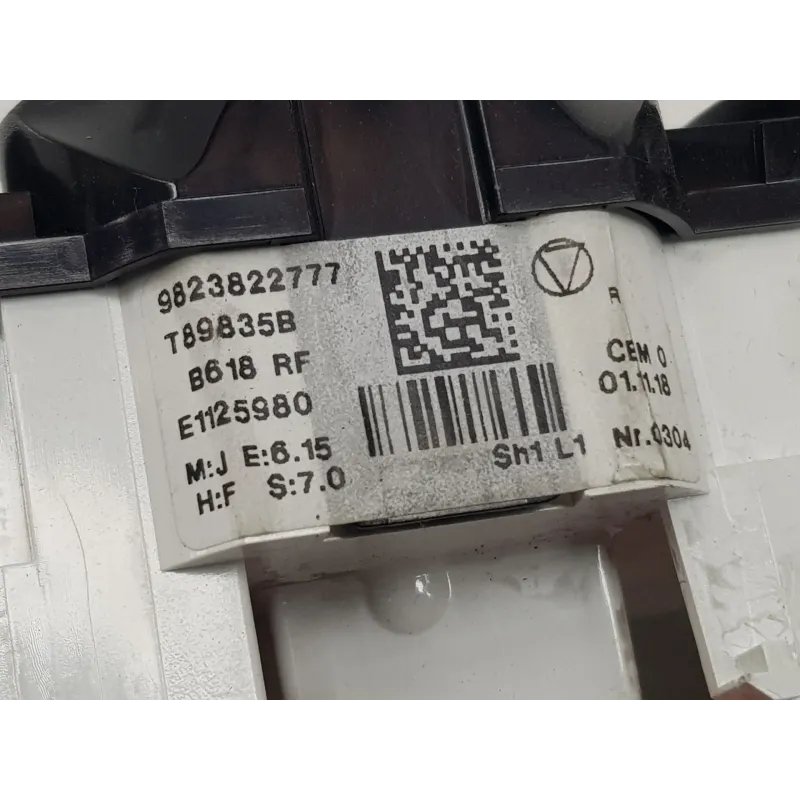 9823822777
T89835B
B618 RF
E1125980
M:J E:6.15
H:F S:7.0
Sh1 L1
R
CEM 0
01.11.18
Nr.0304